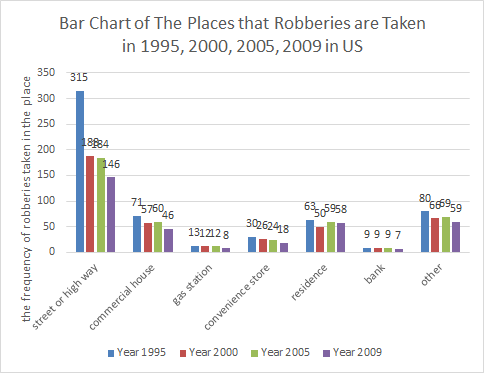 Bar Chart of The Places that Robberies are Taken
in 1995, 2000, 2005, 2009 in US
the frequency of robberies taken in the place
350
300
250
200
150
100
50
0
315
184
146
71
57
60
46
13
12
12
8
30
26
24
18
63
50
59
58
9
9
9
7
80
66
69
59
street or high way
commercial house
gas station
convenience store
residence
bank
other
Year 1995
Year 2000
Year 2005
Year 2009